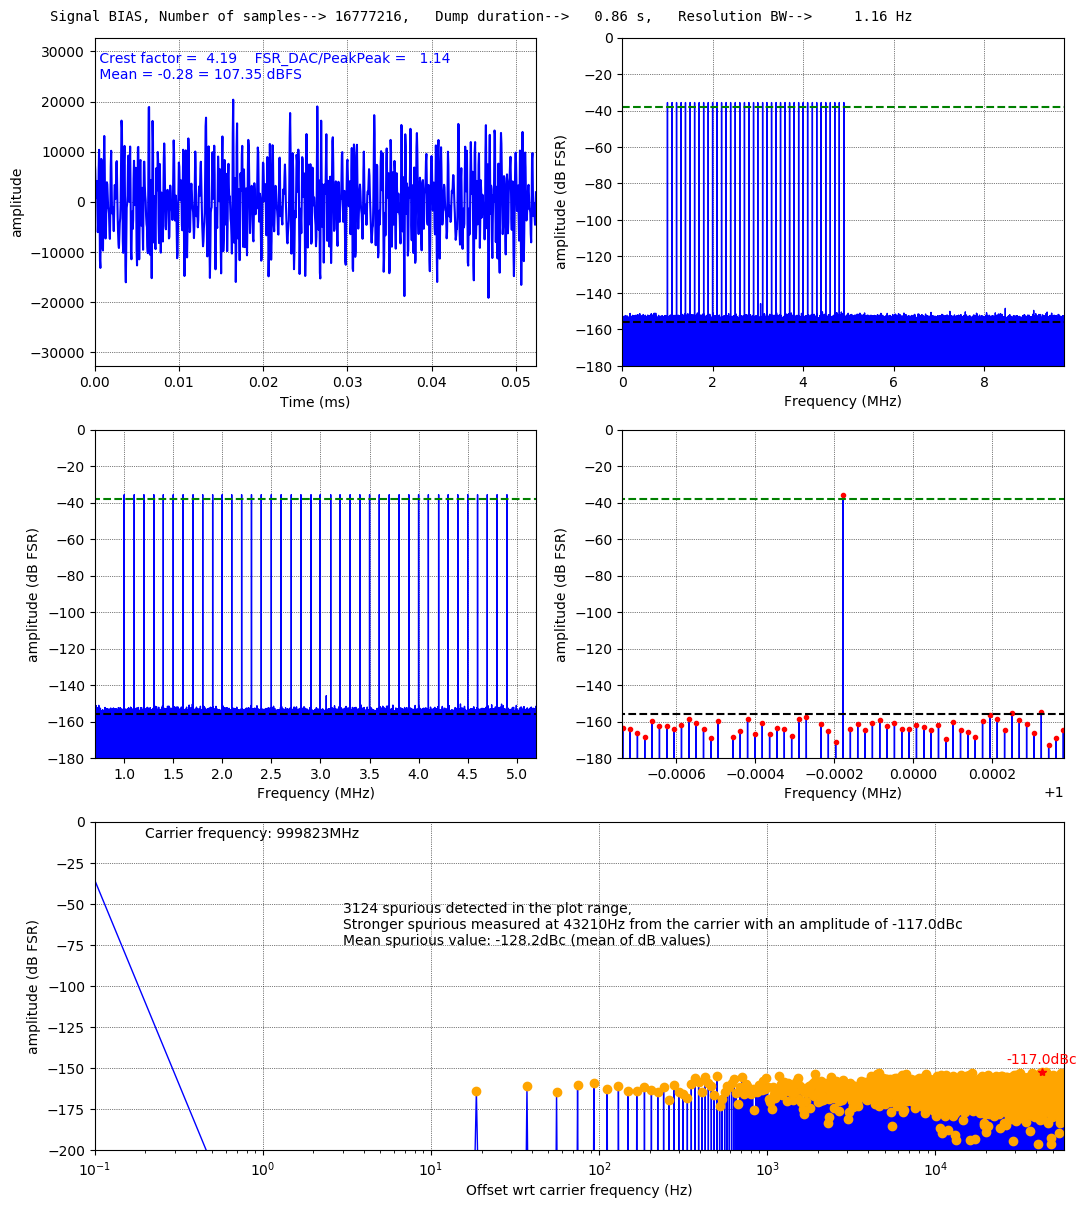 Signal BIAS, Number of samples--> 16777216,   Dump duration-->   0.86 s,   Resolution BW-->     1.16 Hz
Crest factor =  4.19    FSR_DAC/PeakPeak =   1.14
Mean = -0.28 = 107.35 dBFS
amplitude
30000
20000
10000
0
−10000
−20000
−30000
0.00 0.01 0.02 0.03 0.04 0.05
Time (ms)
amplitude (dB FSR)
0
−20
−40
−60
−80
−100
−120
−140
−160
−180
0 2 4 6 8
Frequency (MHz)
amplitude (dB FSR)
0
−20
−40
−60
−80
−100
−120
−140
−160
−180
1.0 1.5 2.0 2.5 3.0 3.5 4.0 4.5 5.0
Frequency (MHz)
amplitude (dB FSR)
0
−20
−40
−60
−80
−100
−120
−140
−160
−180
−0.0006 −0.0004 −0.0002 0.0000 0.0002
Frequency (MHz)
+1
Carrier frequency: 999823MHz
3124 spurious detected in the plot range,
Stronger spurious measured at 43210Hz from the carrier with an amplitude of -117.0dBc
Mean spurious value: -128.2dBc (mean of dB values)
-117.0dBc
amplitude (dB FSR)
0
−25
−50
−75
−100
−125
−150
−175
−200
10⁻¹ 10⁰ 10¹ 10² 10³ 10⁴
Offset wrt carrier frequency (Hz)